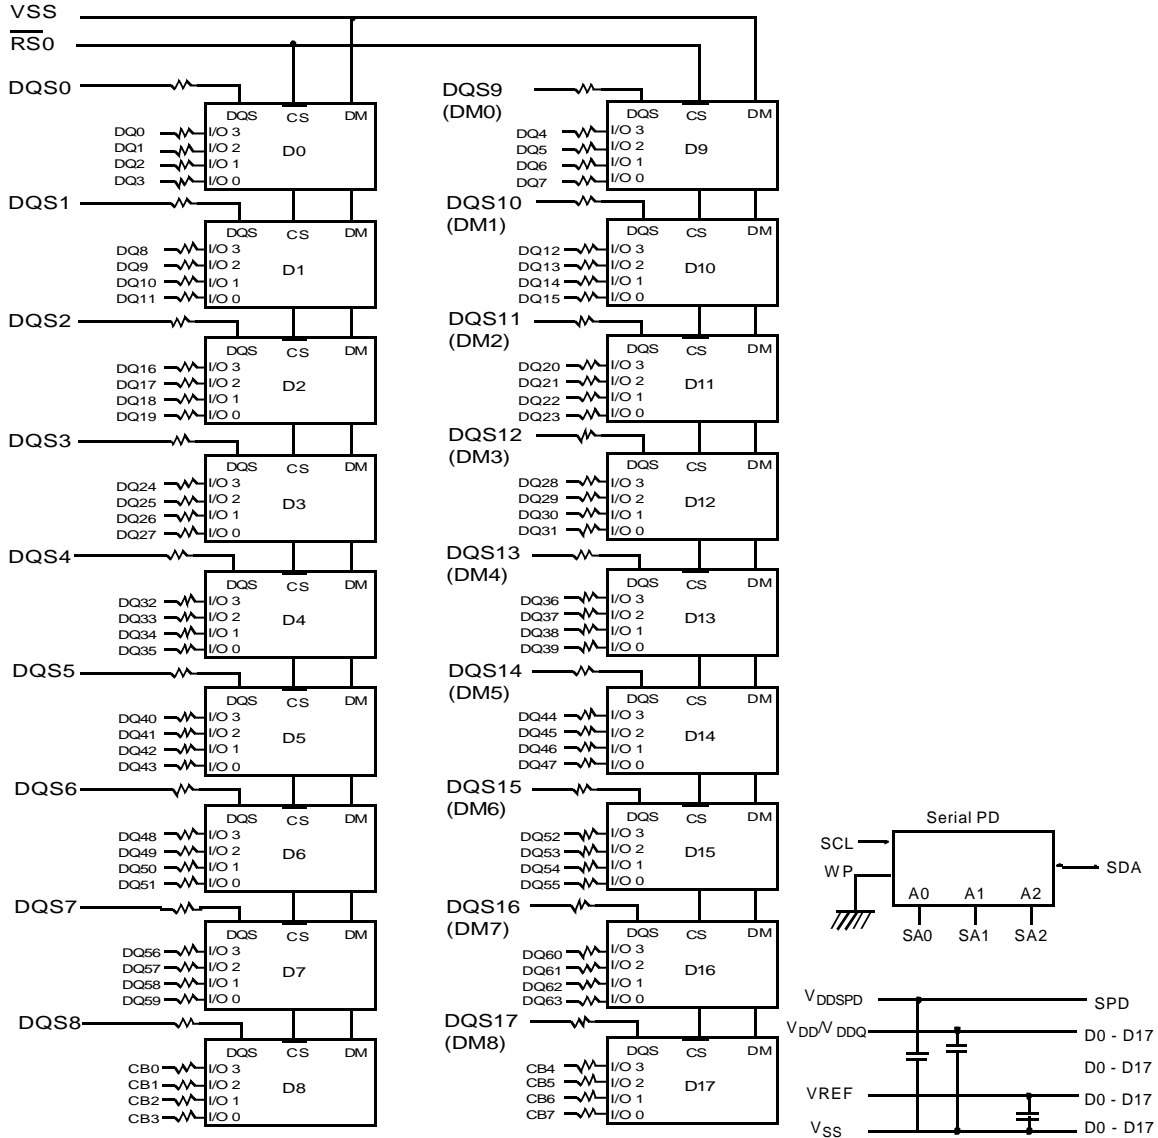 VSS
RS0
DQS0
DQS CS DM
DQ0 I/O 3
DQ1 I/O 2
DQ2 I/O 1
DQ3 I/O 0
D0
DQS1
DQS CS DM
DQ8 I/O 3
DQ9 I/O 2
DQ10 I/O 1
DQ11 I/O 0
D1
DQS2
DQS CS DM
DQ16 I/O 3
DQ17 I/O 2
DQ18 I/O 1
DQ19 I/O 0
D2
DQS3
DQS CS DM
DQ24 I/O 3
DQ25 I/O 2
DQ26 I/O 1
DQ27 I/O 0
D3
DQS4
DQS CS DM
DQ32 I/O 3
DQ33 I/O 2
DQ34 I/O 1
DQ35 I/O 0
D4
DQS5
DQS CS DM
DQ40 I/O 3
DQ41 I/O 2
DQ42 I/O 1
DQ43 I/O 0
D5
DQS6
DQS CS DM
DQ48 I/O 3
DQ49 I/O 2
DQ50 I/O 1
DQ51 I/O 0
D6
DQS7
DQS CS DM
DQ56 I/O 3
DQ57 I/O 2
DQ58 I/O 1
DQ59 I/O 0
D7
DQS8
DQS CS DM
CB0 I/O 3
CB1 I/O 2
CB2 I/O 1
CB3 I/O 0
D8
DQS9
(DM0)
DQS CS DM
DQ4 I/O 3
DQ5 I/O 2
DQ6 I/O 1
DQ7 I/O 0
D9
DQS10
(DM1)
DQS CS DM
DQ12 I/O 3
DQ13 I/O 2
DQ14 I/O 1
DQ15 I/O 0
D10
DQS11
(DM2)
DQS CS DM
DQ20 I/O 3
DQ21 I/O 2
DQ22 I/O 1
DQ23 I/O 0
D11
DQS12
(DM3)
DQS CS DM
DQ28 I/O 3
DQ29 I/O 2
DQ30 I/O 1
DQ31 I/O 0
D12
DQS13
(DM4)
DQS CS DM
DQ36 I/O 3
DQ37 I/O 2
DQ38 I/O 1
DQ39 I/O 0
D13
DQS14
(DM5)
DQS CS DM
DQ44 I/O 3
DQ45 I/O 2
DQ46 I/O 1
DQ47 I/O 0
D14
DQS15
(DM6)
DQS CS DM
DQ52 I/O 3
DQ53 I/O 2
DQ54 I/O 1
DQ55 I/O 0
D15
DQS16
(DM7)
DQS CS DM
DQ60 I/O 3
DQ61 I/O 2
DQ62 I/O 1
DQ63 I/O 0
D16
DQS17
(DM8)
DQS CS DM
CB4 I/O 3
CB5 I/O 2
CB6 I/O 1
CB7 I/O 0
D17
Serial PD
SCL
WP
SDA
A0 A1 A2
SA0 SA1 SA2
VDDSPD SPD
VDD/VDDQ D0 - D17
D0 - D17
VREF D0 - D17
VSS D0 - D17